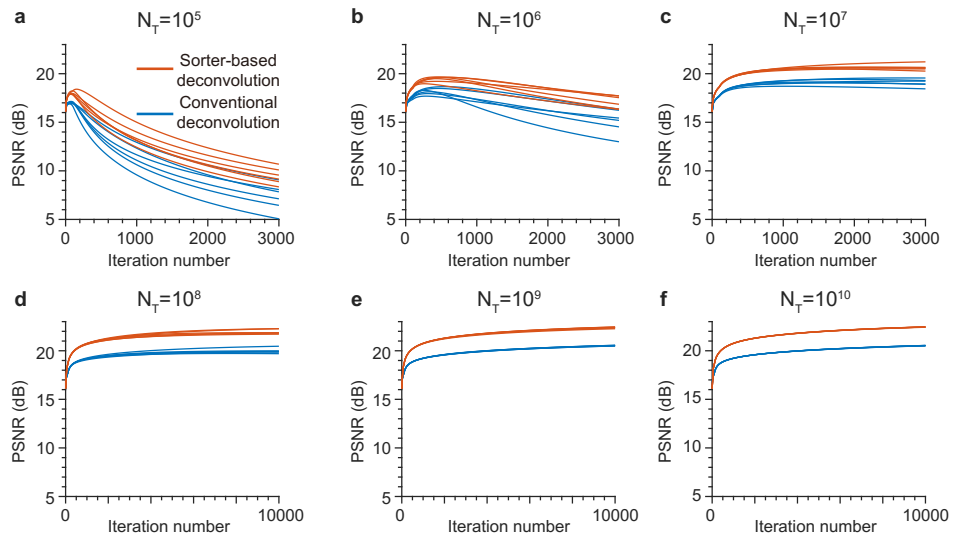 a
N_T=10^5
PSNR (dB)
20
15
10
5
Sorter-based
deconvolution
Conventional
deconvolution
0
1000
2000
3000
Iteration number
b
N_T=10^6
PSNR (dB)
20
15
10
5
0
1000
2000
3000
Iteration number
c
N_T=10^7
PSNR (dB)
20
15
10
5
0
1000
2000
3000
Iteration number
d
N_T=10^8
PSNR (dB)
20
15
10
5
0
10000
Iteration number
e
N_T=10^9
PSNR (dB)
20
15
10
5
0
10000
Iteration number
f
N_T=10^10
PSNR (dB)
20
15
10
5
0
10000
Iteration number